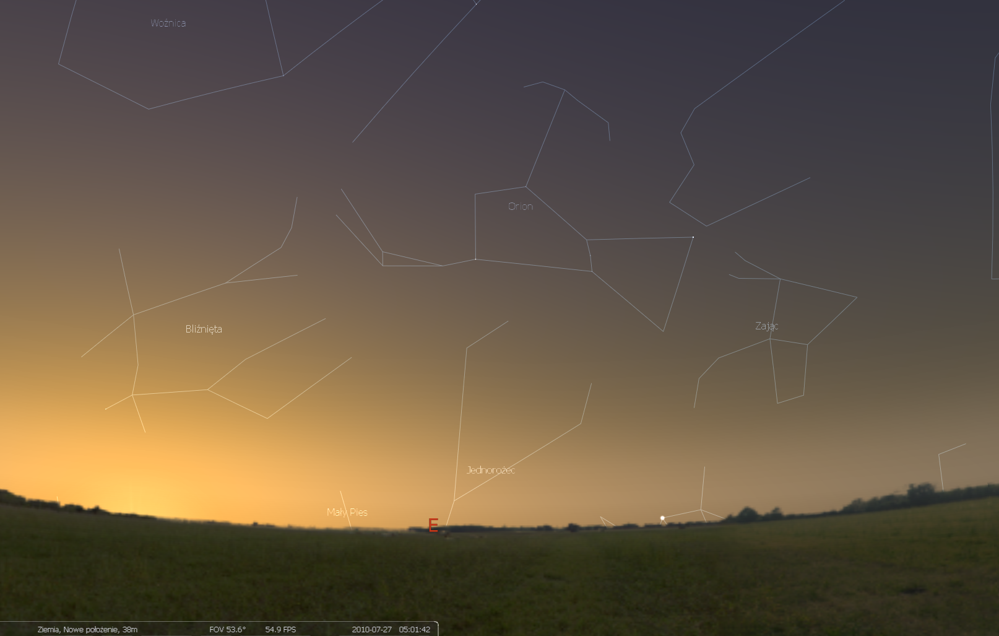 Woźnica
Orion
Zając
Bliźnięta
Jednorożec
Mały Pies
E
Ziemia, Nowe położenie, 38m FOV 53.6° 54.9 FPS 2010-07-27 05:01:42